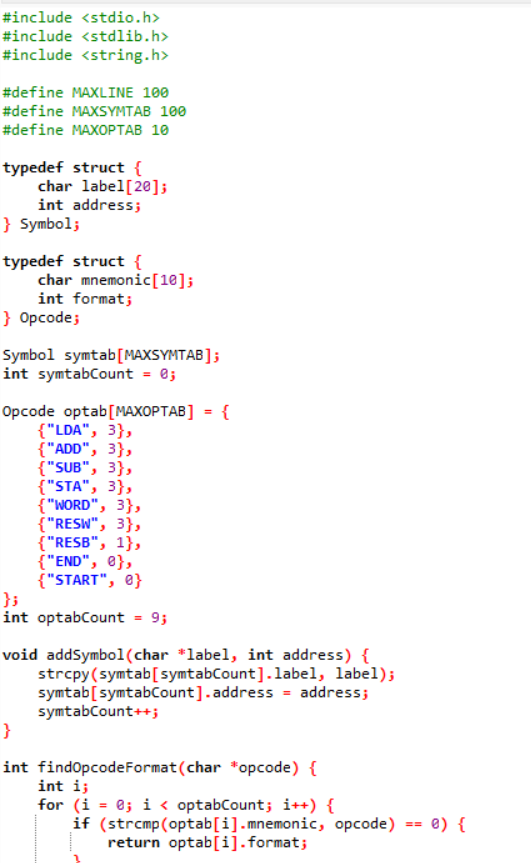 #include <stdio.h>
#include <stdlib.h>
#include <string.h>

#define MAXLINE 100
#define MAXSYMTAB 100
#define MAXOPTAB 10

typedef struct {
    char label[20];
    int address;
} Symbol;

typedef struct {
    char mnemonic[10];
    int format;
} Opcode;

Symbol symtab[MAXSYMTAB];
int symtabCount = 0;

Opcode optab[MAXOPTAB] = {
    {"LDA", 3},
    {"ADD", 3},
    {"SUB", 3},
    {"STA", 3},
    {"WORD", 3},
    {"RESW", 3},
    {"RESB", 1},
    {"END", 0},
    {"START", 0}
};
int optabCount = 9;

void addSymbol(char *label, int address) {
    strcpy(symtab[symtabCount].label, label);
    symtab[symtabCount].address = address;
    symtabCount++;
}

int findOpcodeFormat(char *opcode) {
    int i;
    for (i = 0; i < optabCount; i++) {
        if (strcmp(optab[i].mnemonic, opcode) == 0) {
            return optab[i].format;
        }